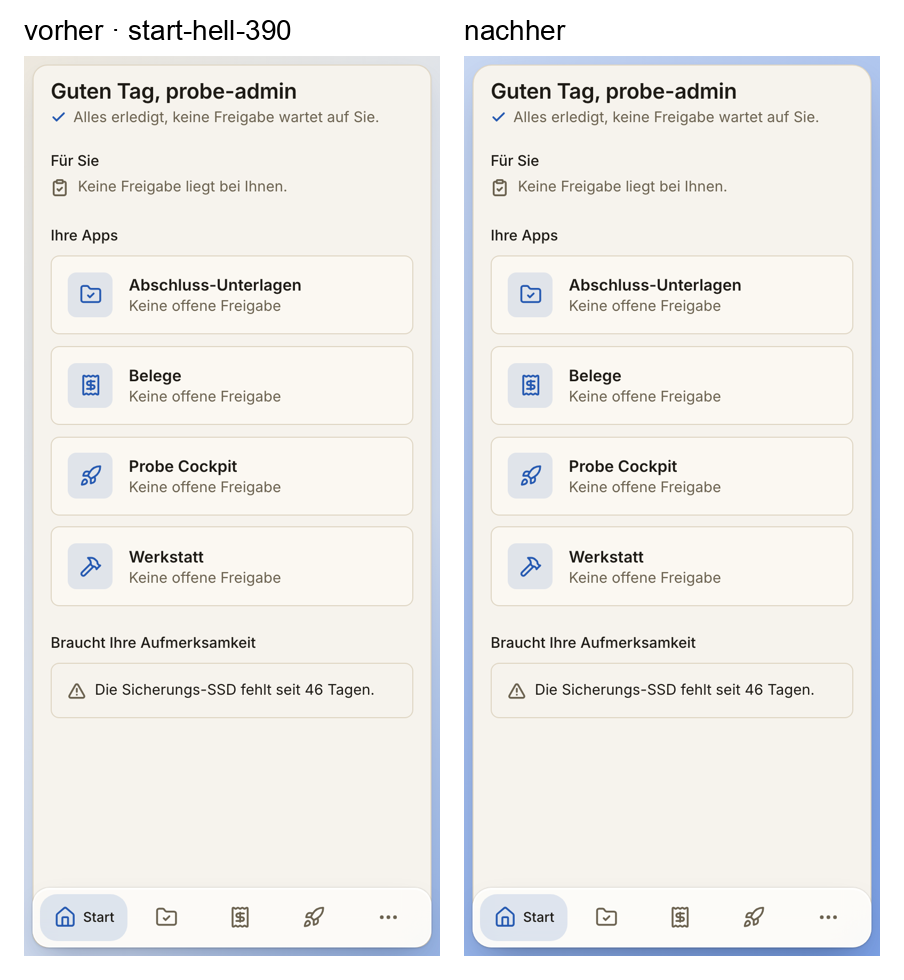 vorher · start-hell-390
Guten Tag, probe-admin
Alles erledigt, keine Freigabe wartet auf Sie.
Für Sie
Keine Freigabe liegt bei Ihnen.
Ihre Apps
Abschluss-Unterlagen
Keine offene Freigabe
Belege
Keine offene Freigabe
Probe Cockpit
Keine offene Freigabe
Werkstatt
Keine offene Freigabe
Braucht Ihre Aufmerksamkeit
Die Sicherungs-SSD fehlt seit 46 Tagen.
Start
nachher
Guten Tag, probe-admin
Alles erledigt, keine Freigabe wartet auf Sie.
Für Sie
Keine Freigabe liegt bei Ihnen.
Ihre Apps
Abschluss-Unterlagen
Keine offene Freigabe
Belege
Keine offene Freigabe
Probe Cockpit
Keine offene Freigabe
Werkstatt
Keine offene Freigabe
Braucht Ihre Aufmerksamkeit
Die Sicherungs-SSD fehlt seit 46 Tagen.
Start